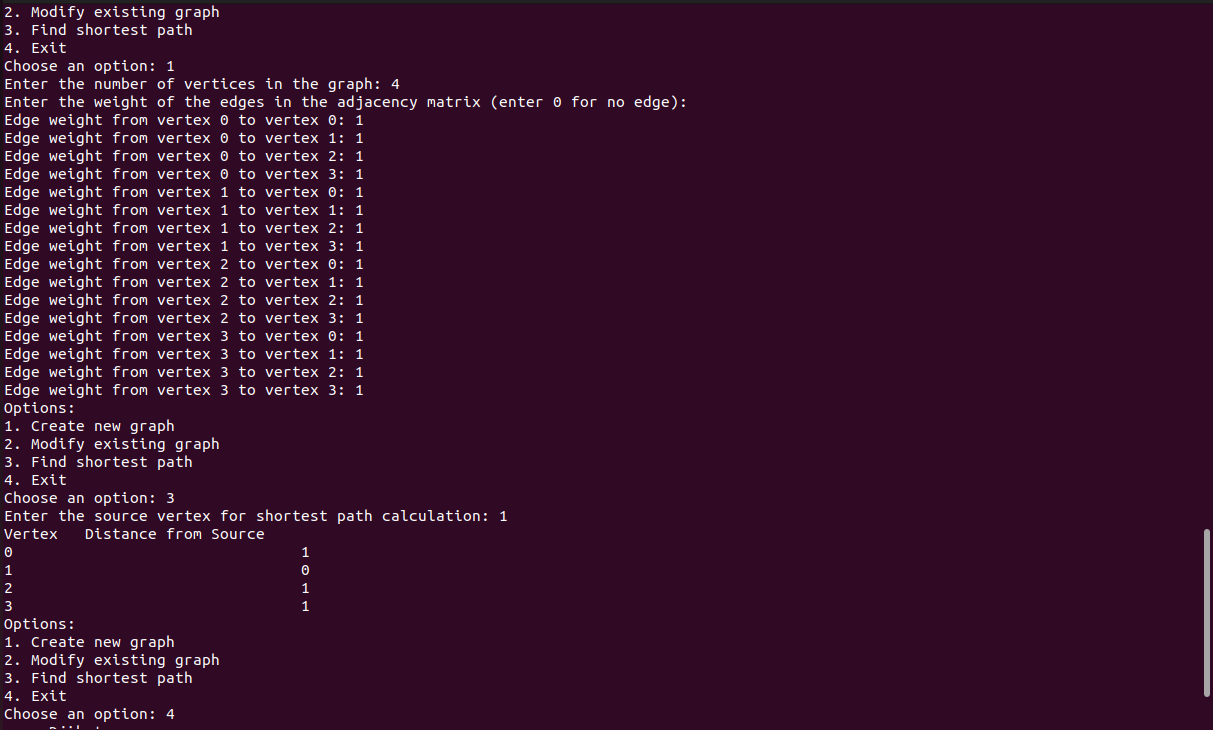 2. Modify existing graph
3. Find shortest path
4. Exit
Choose an option: 1
Enter the number of vertices in the graph: 4
Enter the weight of the edges in the adjacency matrix (enter 0 for no edge):
Edge weight from vertex 0 to vertex 0: 1
Edge weight from vertex 0 to vertex 1: 1
Edge weight from vertex 0 to vertex 2: 1
Edge weight from vertex 0 to vertex 3: 1
Edge weight from vertex 1 to vertex 0: 1
Edge weight from vertex 1 to vertex 1: 1
Edge weight from vertex 1 to vertex 2: 1
Edge weight from vertex 1 to vertex 3: 1
Edge weight from vertex 2 to vertex 0: 1
Edge weight from vertex 2 to vertex 1: 1
Edge weight from vertex 2 to vertex 2: 1
Edge weight from vertex 2 to vertex 3: 1
Edge weight from vertex 3 to vertex 0: 1
Edge weight from vertex 3 to vertex 1: 1
Edge weight from vertex 3 to vertex 2: 1
Edge weight from vertex 3 to vertex 3: 1
Options:
1. Create new graph
2. Modify existing graph
3. Find shortest path
4. Exit
Choose an option: 3
Enter the source vertex for shortest path calculation: 1
Vertex   Distance from Source
0                                1
1                                0
2                                1
3                                1
Options:
1. Create new graph
2. Modify existing graph
3. Find shortest path
4. Exit
Choose an option: 4